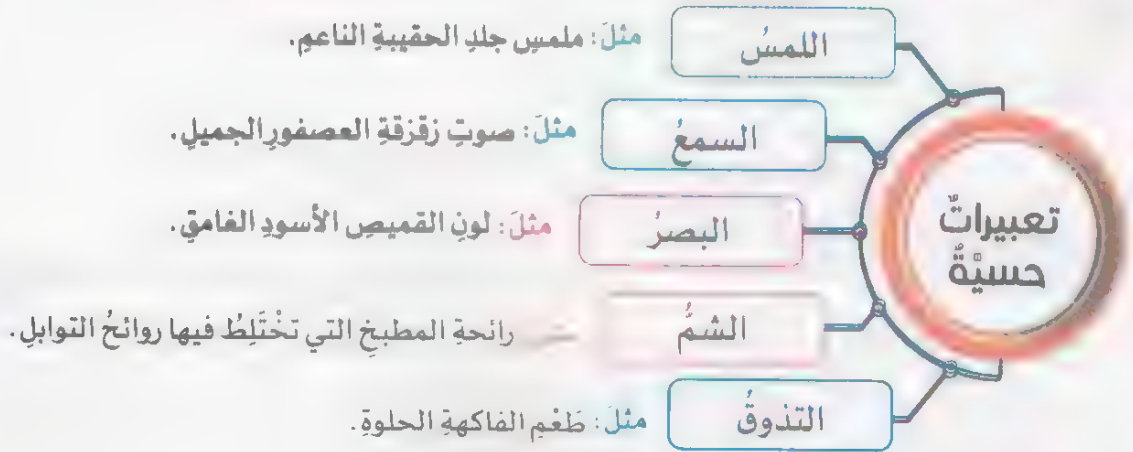 تعبيراتٌ
حسيَّةٌ
اللمسُ
مثلَ: ملمسِ جلدِ الحقيبةِ الناعمِ.
السمعُ
مثلَ: صوتِ زقزقةِ العصفورِ الجميلِ.
البصرُ
مثلَ: لونِ القميصِ الأسودِ الغامقِ.
الشمُّ
رائحةِ المطبخِ التي تخْتَلِطُ فيها روائحُ التوابلِ.
التذوقُ
مثلَ: طَعْمِ الفاكهةِ الحلوةِ.